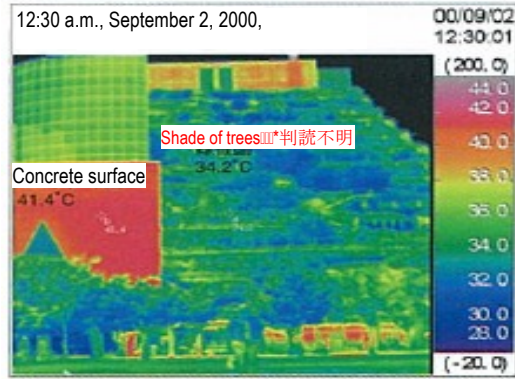 12:30 a.m., September 2, 2000,
00/09/02
12:30:01
(200.0)
44.0
42.0
40.0
38.0
36.0
34.0
32.0
30.0
28.0
(-20.0)
Shade of trees*判読不明
34.2°C
Concrete surface
41.4°C